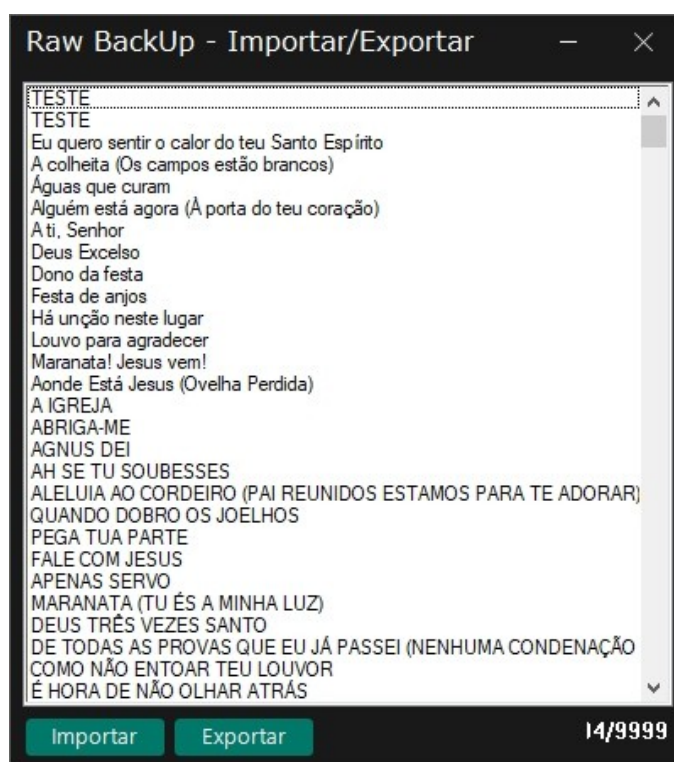 Raw BackUp - Importar/Exportar
TESTE
TESTE
Eu quero sentir o calor do teu Santo Espírito
A colheita (Os campos estão brancos)
Águas que curam
Alguém está agora (À porta do teu coração)
A ti, Senhor
Deus Excelso
Dono da festa
Festa de anjos
Há unção neste lugar
Louvo para agradecer
Maranata! Jesus vem!
Aonde Está Jesus (Ovelha Perdida)
A IGREJA
ABRIGA-ME
AGNUS DEI
AH SE TU SOUBESSES
ALELUIA AO CORDEIRO (PAI REUNIDOS ESTAMOS PARA TE ADORAR)
QUANDO DOBRO OS JOELHOS
PEGA TUA PARTE
FALE COM JESUS
APENAS SERVO
MARANATA (TU ÉS A MINHA LUZ)
DEUS TRÊS VEZES SANTO
DE TODAS AS PROVAS QUE EU JÁ PASSEI (NENHUMA CONDENAÇÃO
COMO NÃO ENTOAR TEU LOUVOR
É HORA DE NÃO OLHAR ATRÁS
Importar Exportar 4/9999